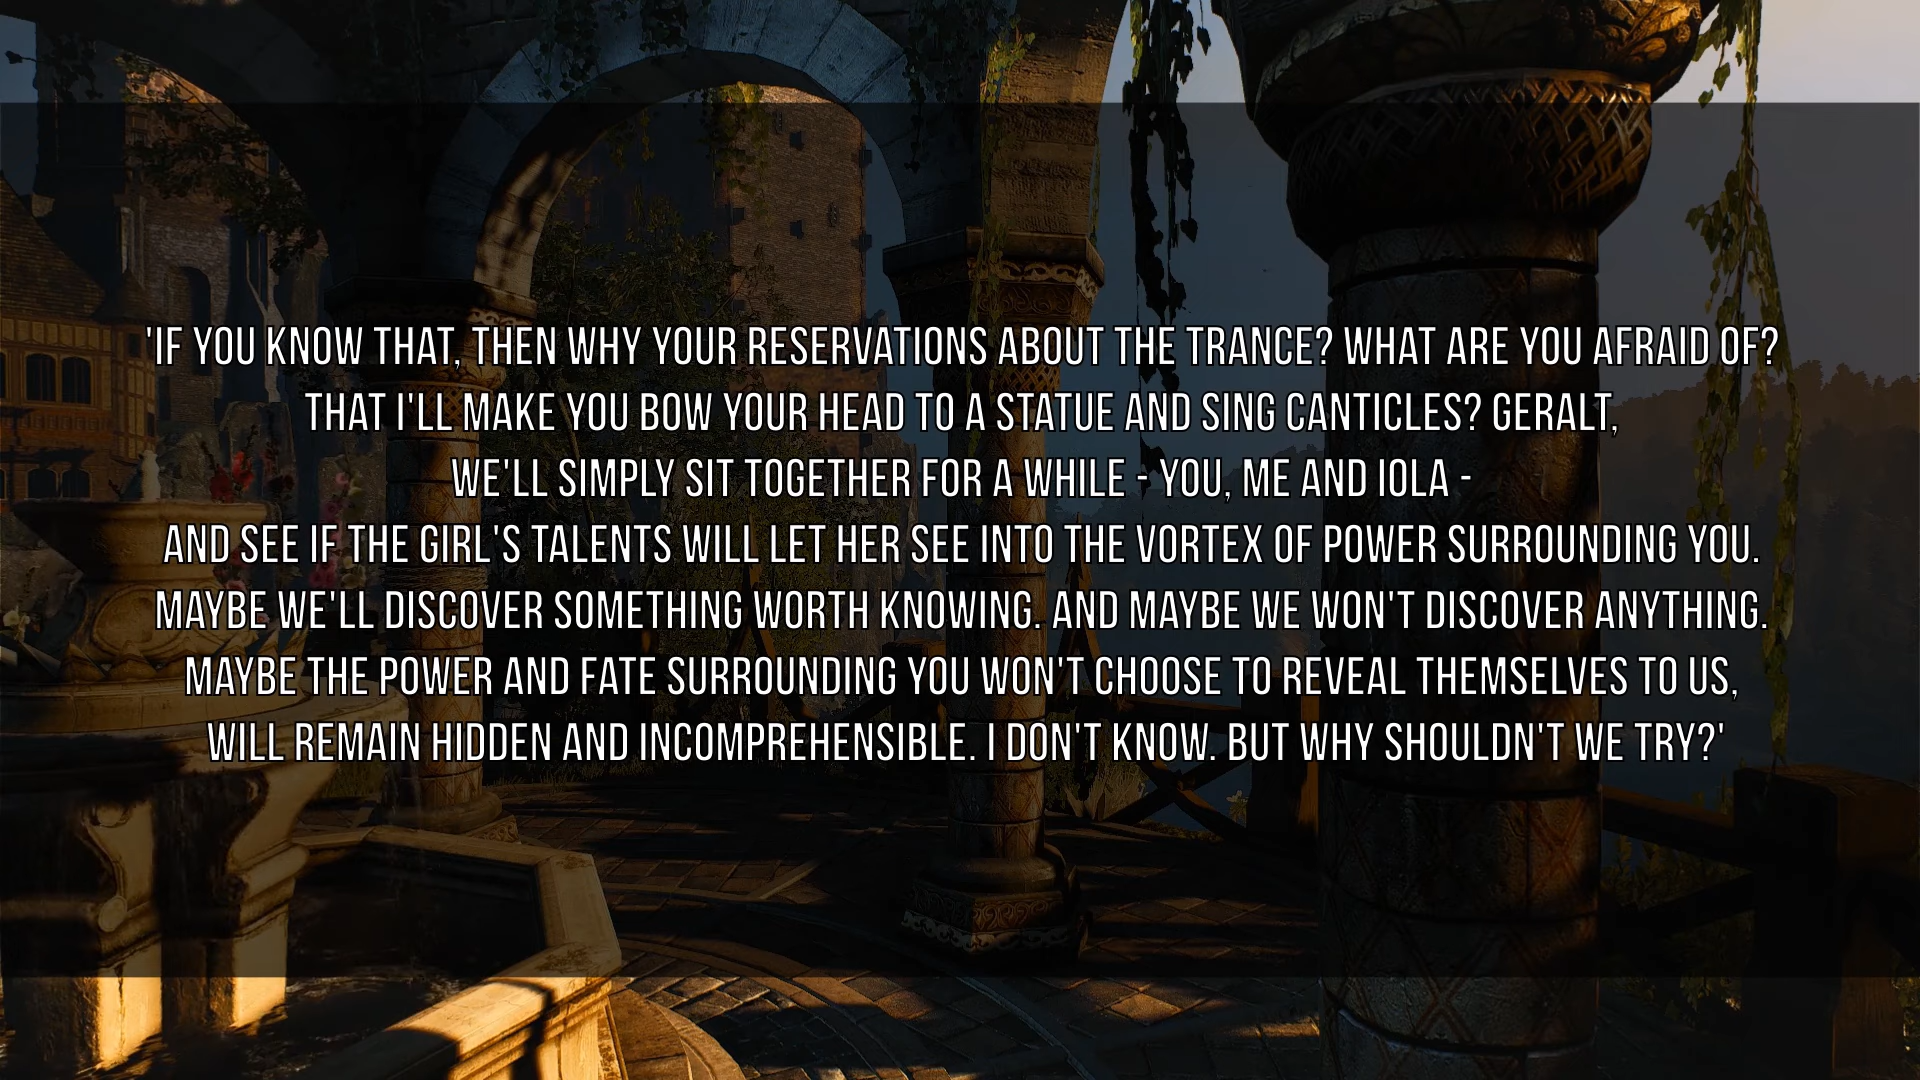 'IF YOU KNOW THAT, THEN WHY YOUR RESERVATIONS ABOUT THE TRANCE? WHAT ARE YOU AFRAID OF?
THAT I'LL MAKE YOU BOW YOUR HEAD TO A STATUE AND SING CANTICLES? GERALT,
WE'LL SIMPLY SIT TOGETHER FOR A WHILE - YOU, ME AND IOLA -
AND SEE IF THE GIRL'S TALENTS WILL LET HER SEE INTO THE VORTEX OF POWER SURROUNDING YOU.
MAYBE WE'LL DISCOVER SOMETHING WORTH KNOWING. AND MAYBE WE WON'T DISCOVER ANYTHING.
MAYBE THE POWER AND FATE SURROUNDING YOU WON'T CHOOSE TO REVEAL THEMSELVES TO US,
WILL REMAIN HIDDEN AND INCOMPREHENSIBLE. I DON'T KNOW. BUT WHY SHOULDN'T WE TRY?'